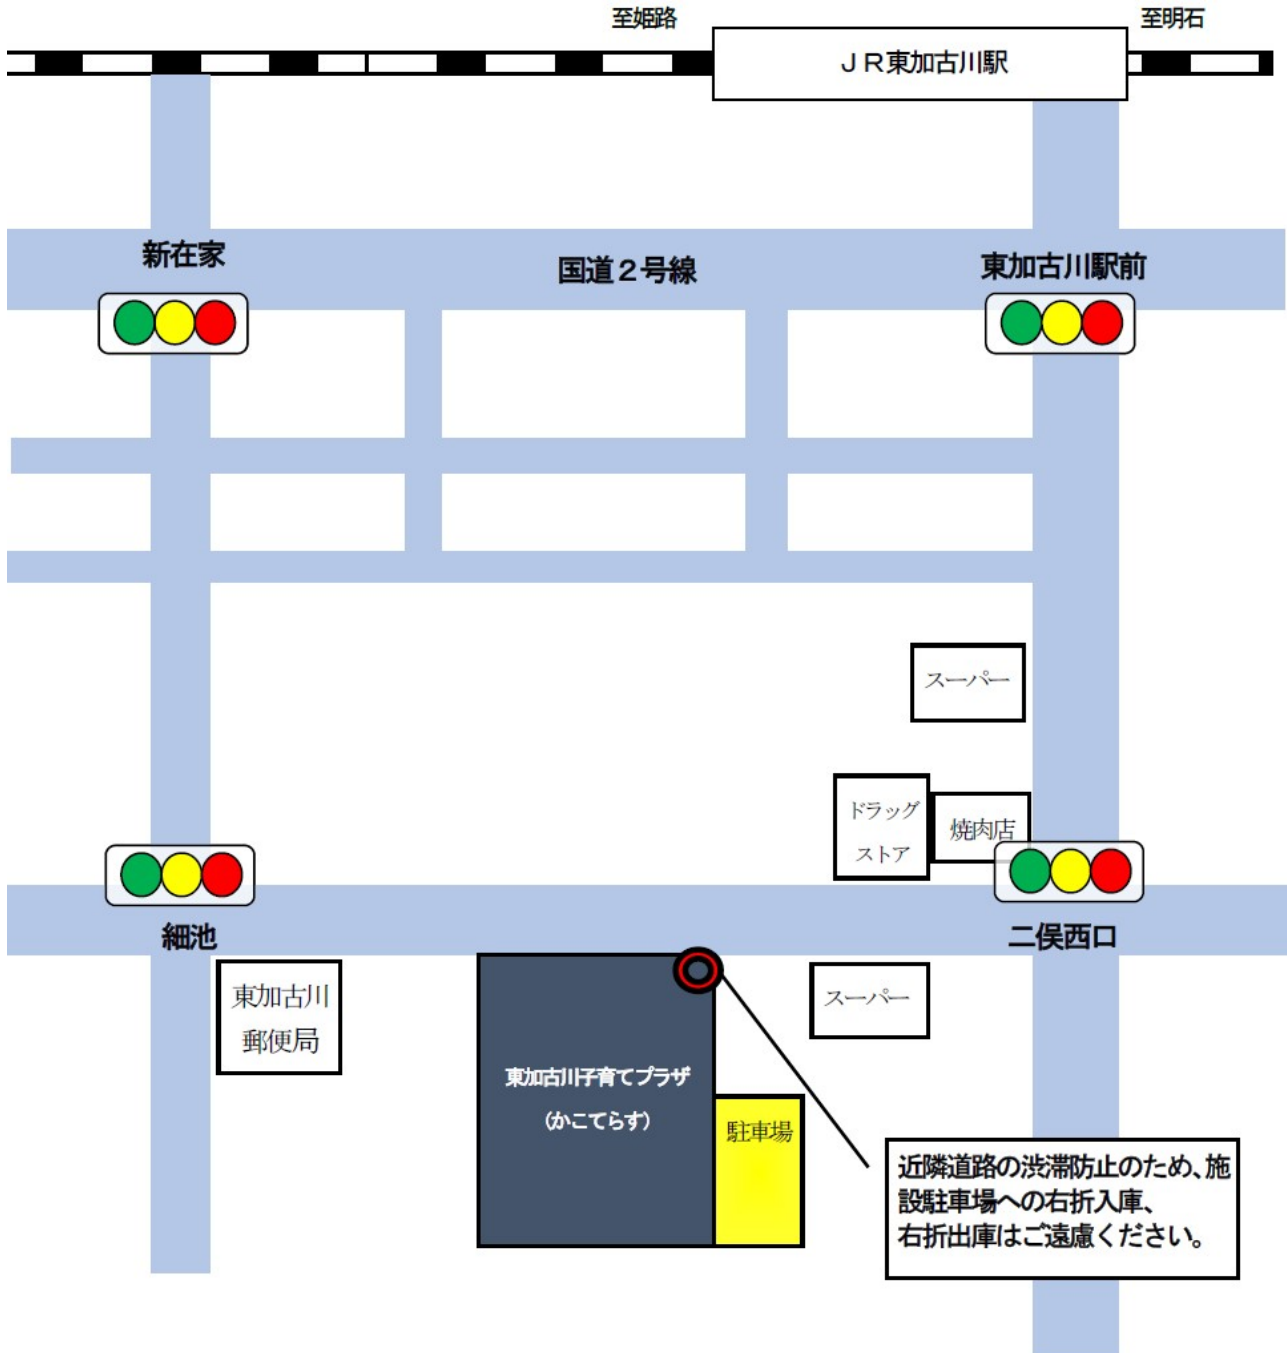 至姫路
至明石
ＪＲ東加古川駅
新在家
国道２号線
東加古川駅前
スーパー
ドラッグ
ストア
焼肉店
細池
二俣西口
東加古川
郵便局
スーパー
東加古川子育てプラザ
（かこてらす）
駐車場
近隣道路の渋滞防止のため、施
設駐車場への右折入庫、
右折出庫はご遠慮ください。